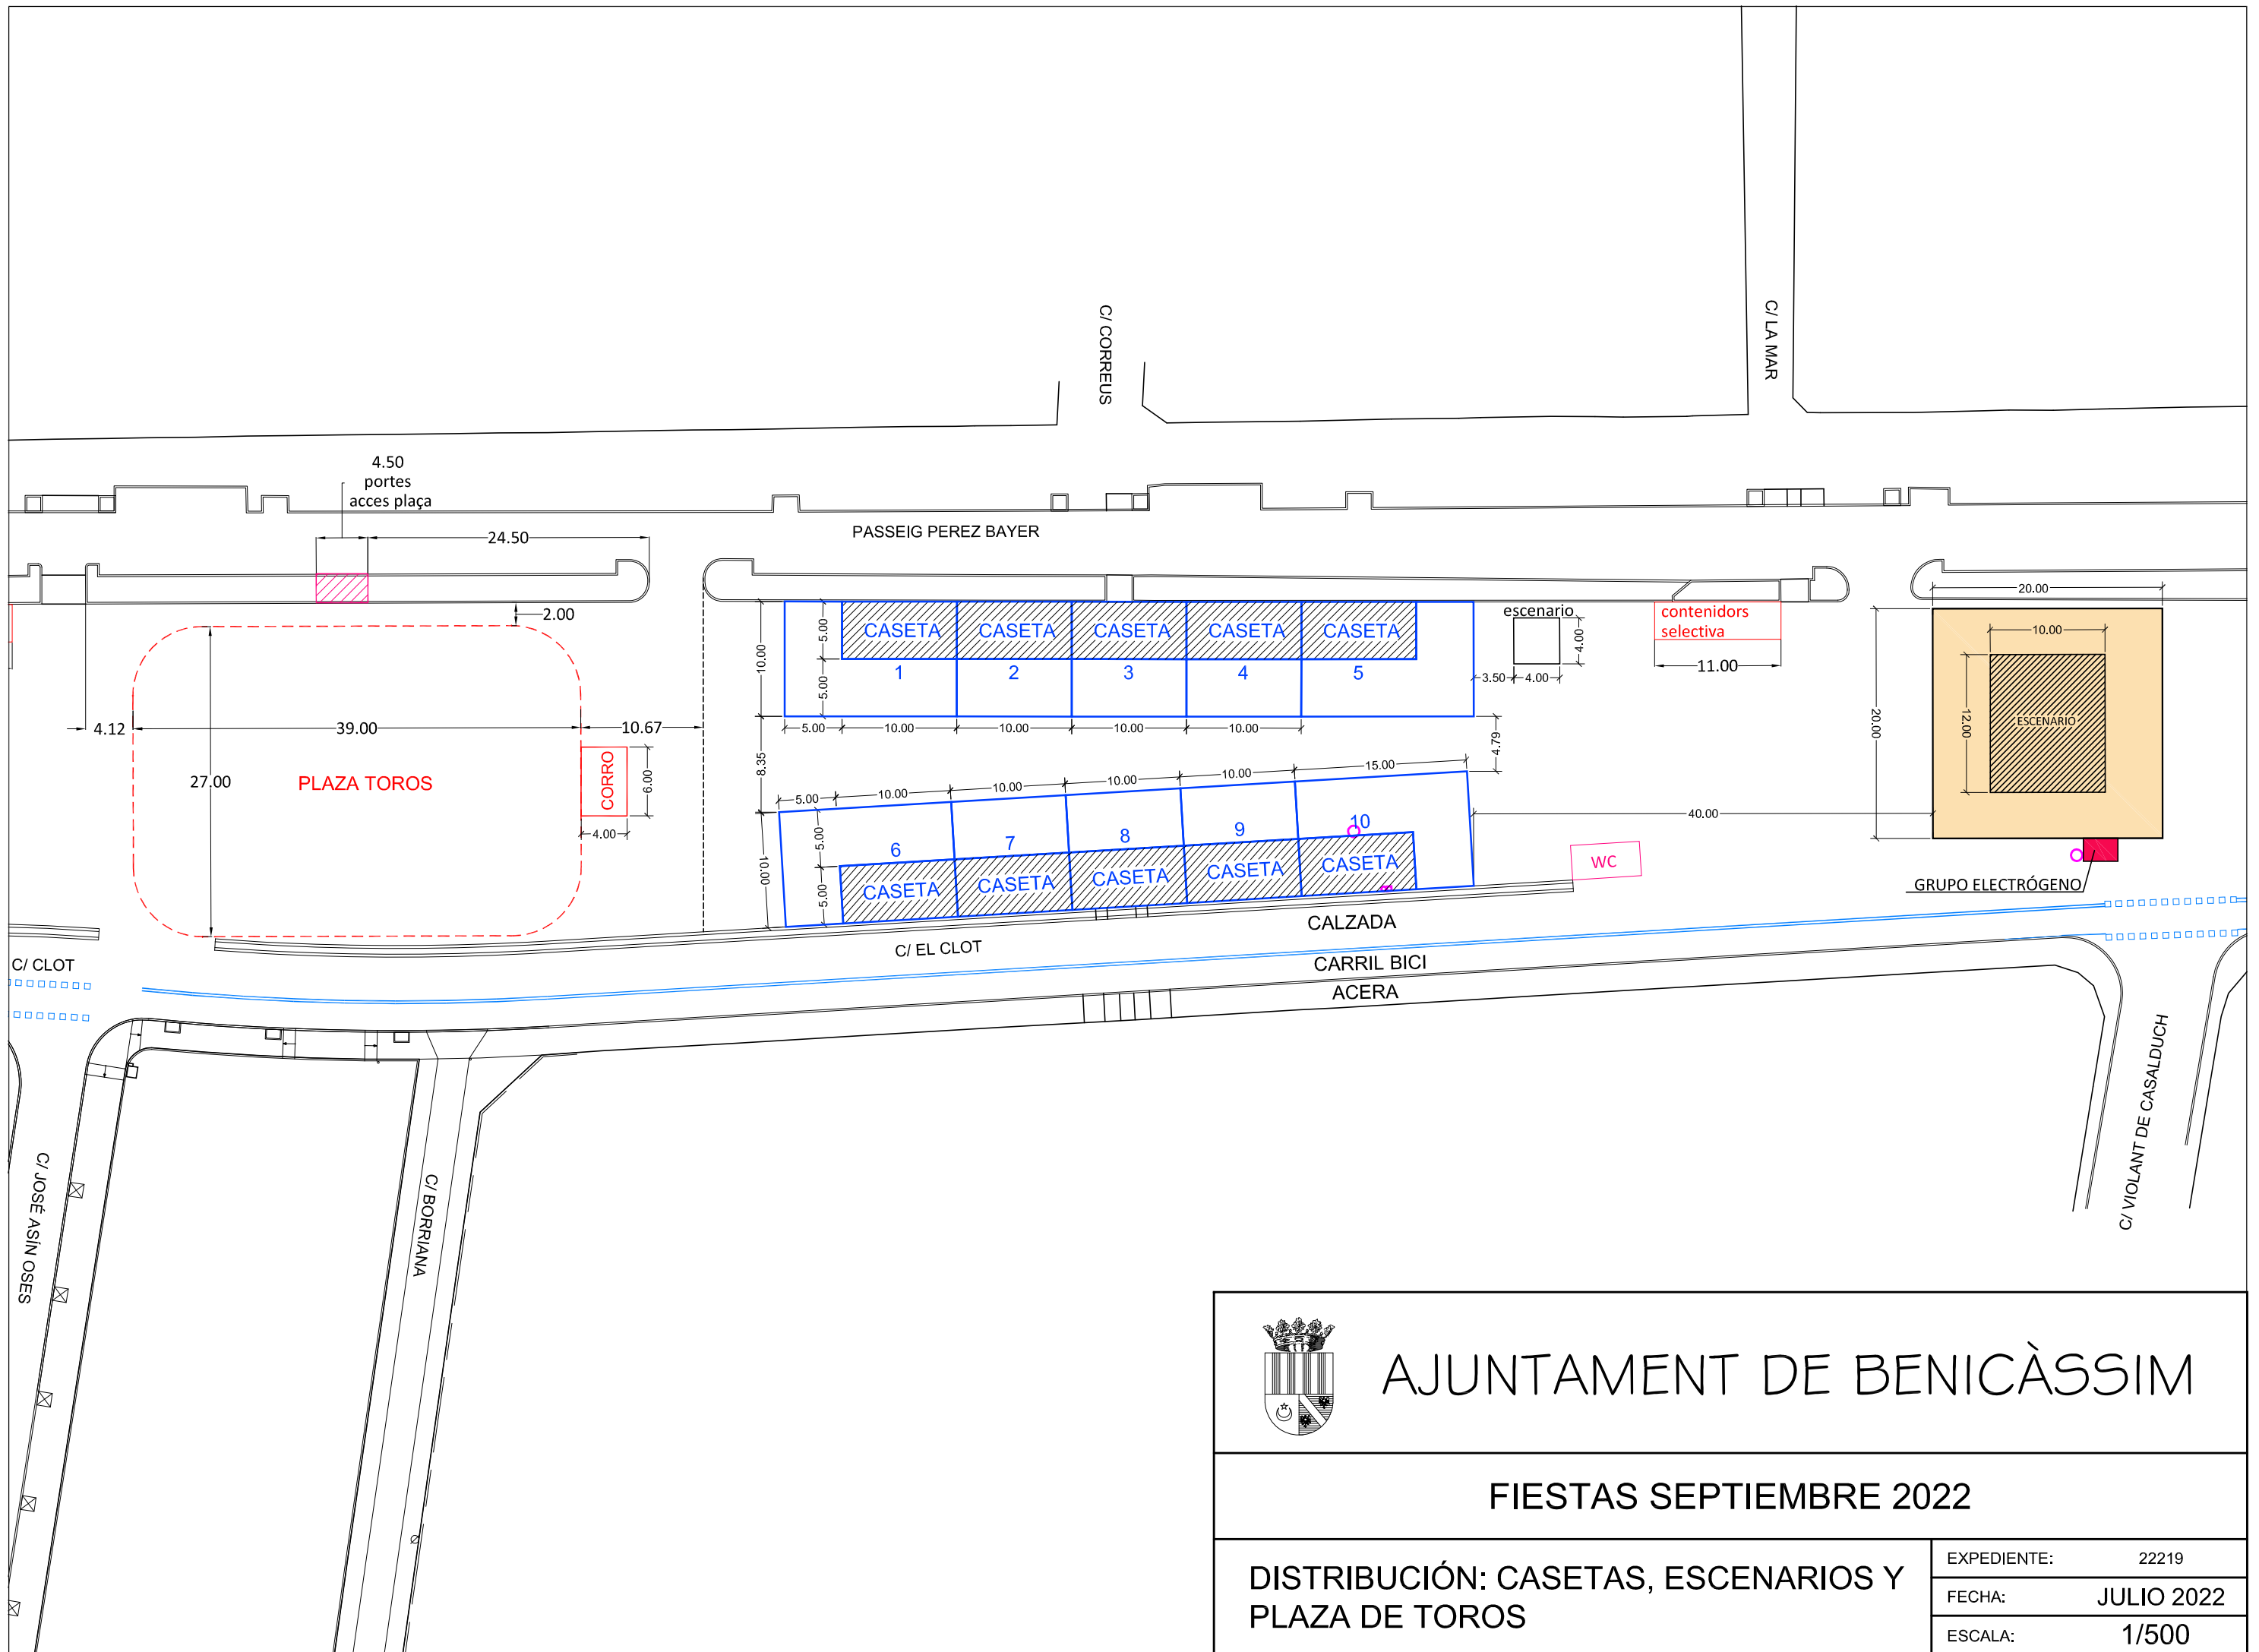 C/ CORREUS
C/ LA MAR
4.50
portes
acces plaça
24.50
PASSEIG PEREZ BAYER
2.00
20.00
10.00
5.00
CASETA
CASETA
CASETA
CASETA
CASETA
escenario
4.00
contenidors
selectiva
10.00
5.00
1
2
3
4
5
3.50
4.00
11.00
4.12
39.00
10.67
5.00
10.00
10.00
10.00
10.00
20.00
12.00
ESCENARIO
27.00
PLAZA TOROS
CORRO
6.00
4.00
8.35
4.79
5.00
10.00
10.00
10.00
10.00
15.00
40.00
10.00
5.00
5.00
6
7
8
9
10
CASETA
CASETA
CASETA
CASETA
CASETA
WC
GRUPO ELECTRÓGENO
C/ CLOT
C/ EL CLOT
CALZADA
CARRIL BICI
ACERA
C/ JOSÉ ASÍN OSES
C/ BORRIANA
C/ VIOLANT DE CASALDUCH
AJUNTAMENT DE BENICÀSSIM
FIESTAS SEPTIEMBRE 2022
DISTRIBUCIÓN: CASETAS, ESCENARIOS Y
PLAZA DE TOROS
EXPEDIENTE: 22219
FECHA: JULIO 2022
ESCALA: 1/500